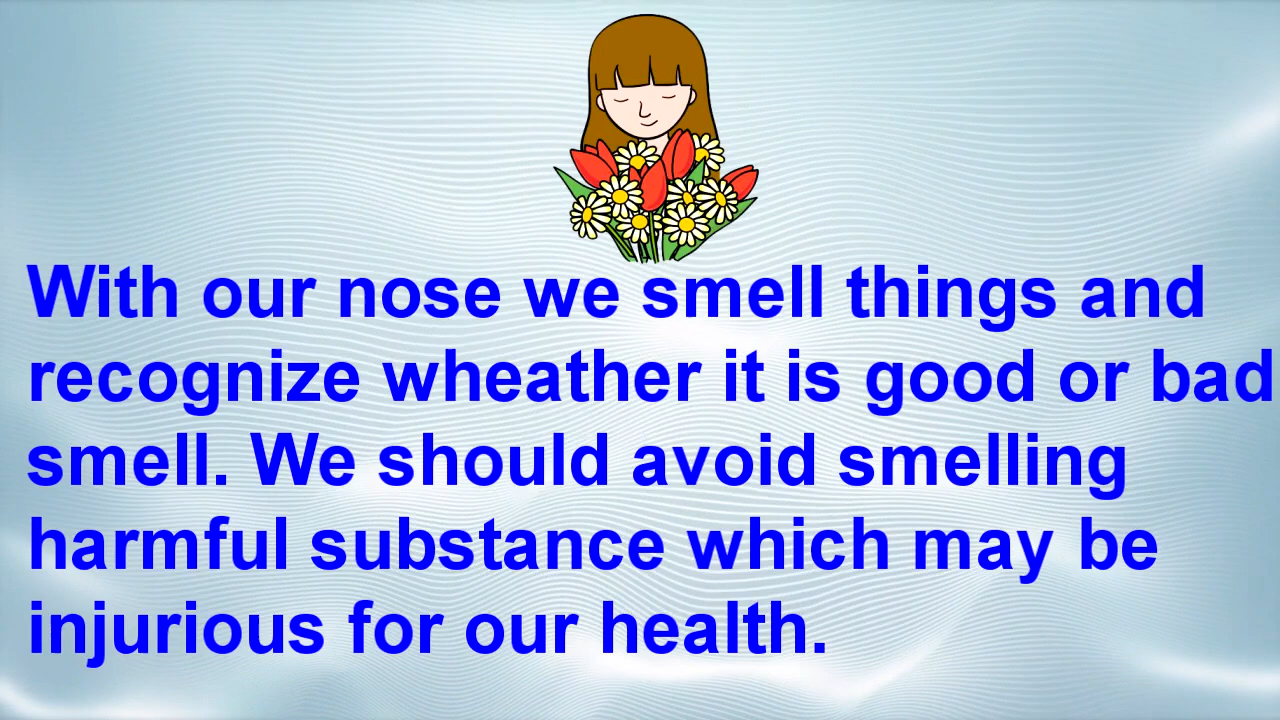 With our nose we smell things and
recognize wheather it is good or bad
smell. We should avoid smelling
harmful substance which may be
injurious for our health.